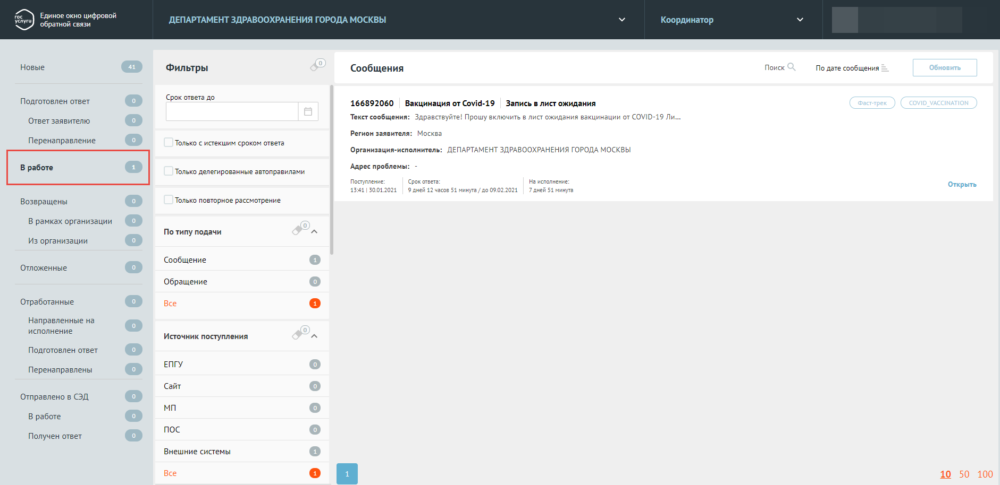 гос
услуги
Единое окно цифровой
обратной связи
ДЕПАРТАМЕНТ ЗДРАВООХРАНЕНИЯ ГОРОДА МОСКВЫ
Координатор
Новые 41
Подготовлен ответ 0
Ответ заявителю 0
Перенаправление 0
В работе 1
Возвращены 0
В рамках организации 0
Из организации 0
Отложенные 0
Отработанные 0
Направленные на
исполнение 0
Подготовлен ответ 0
Перенаправлены 0
Отправлено в СЭД 0
В работе 0
Получен ответ 0
Фильтры 0
Срок ответа до
Только с истекшим сроком ответа
Только делегированные автоправилами
Только повторное рассмотрение
По типу подачи 0
Сообщение 1
Обращение 0
Все 1
Источник поступления 0
ЕПГУ 0
Сайт 0
МП 0
ПОС 0
Внешние системы 1
Все 1
Сообщения
Поиск
По дате сообщения
Обновить
166892060 Вакцинация от Covid-19 Запись в лист ожидания
Фаст-трек
COVID_VACCINATION
Текст сообщения: Здравствуйте! Прошу включить в лист ожидания вакцинации от COVID-19 Ли...
Регион заявителя: Москва
Организация-исполнитель: ДЕПАРТАМЕНТ ЗДРАВООХРАНЕНИЯ ГОРОДА МОСКВЫ
Адрес проблемы: -
Поступление:
13:41 | 30.01.2021
Срок ответа:
9 дней 12 часов 51 минута / до 09.02.2021
На исполнение:
7 дней 51 минута
Открыть
1
10 50 100